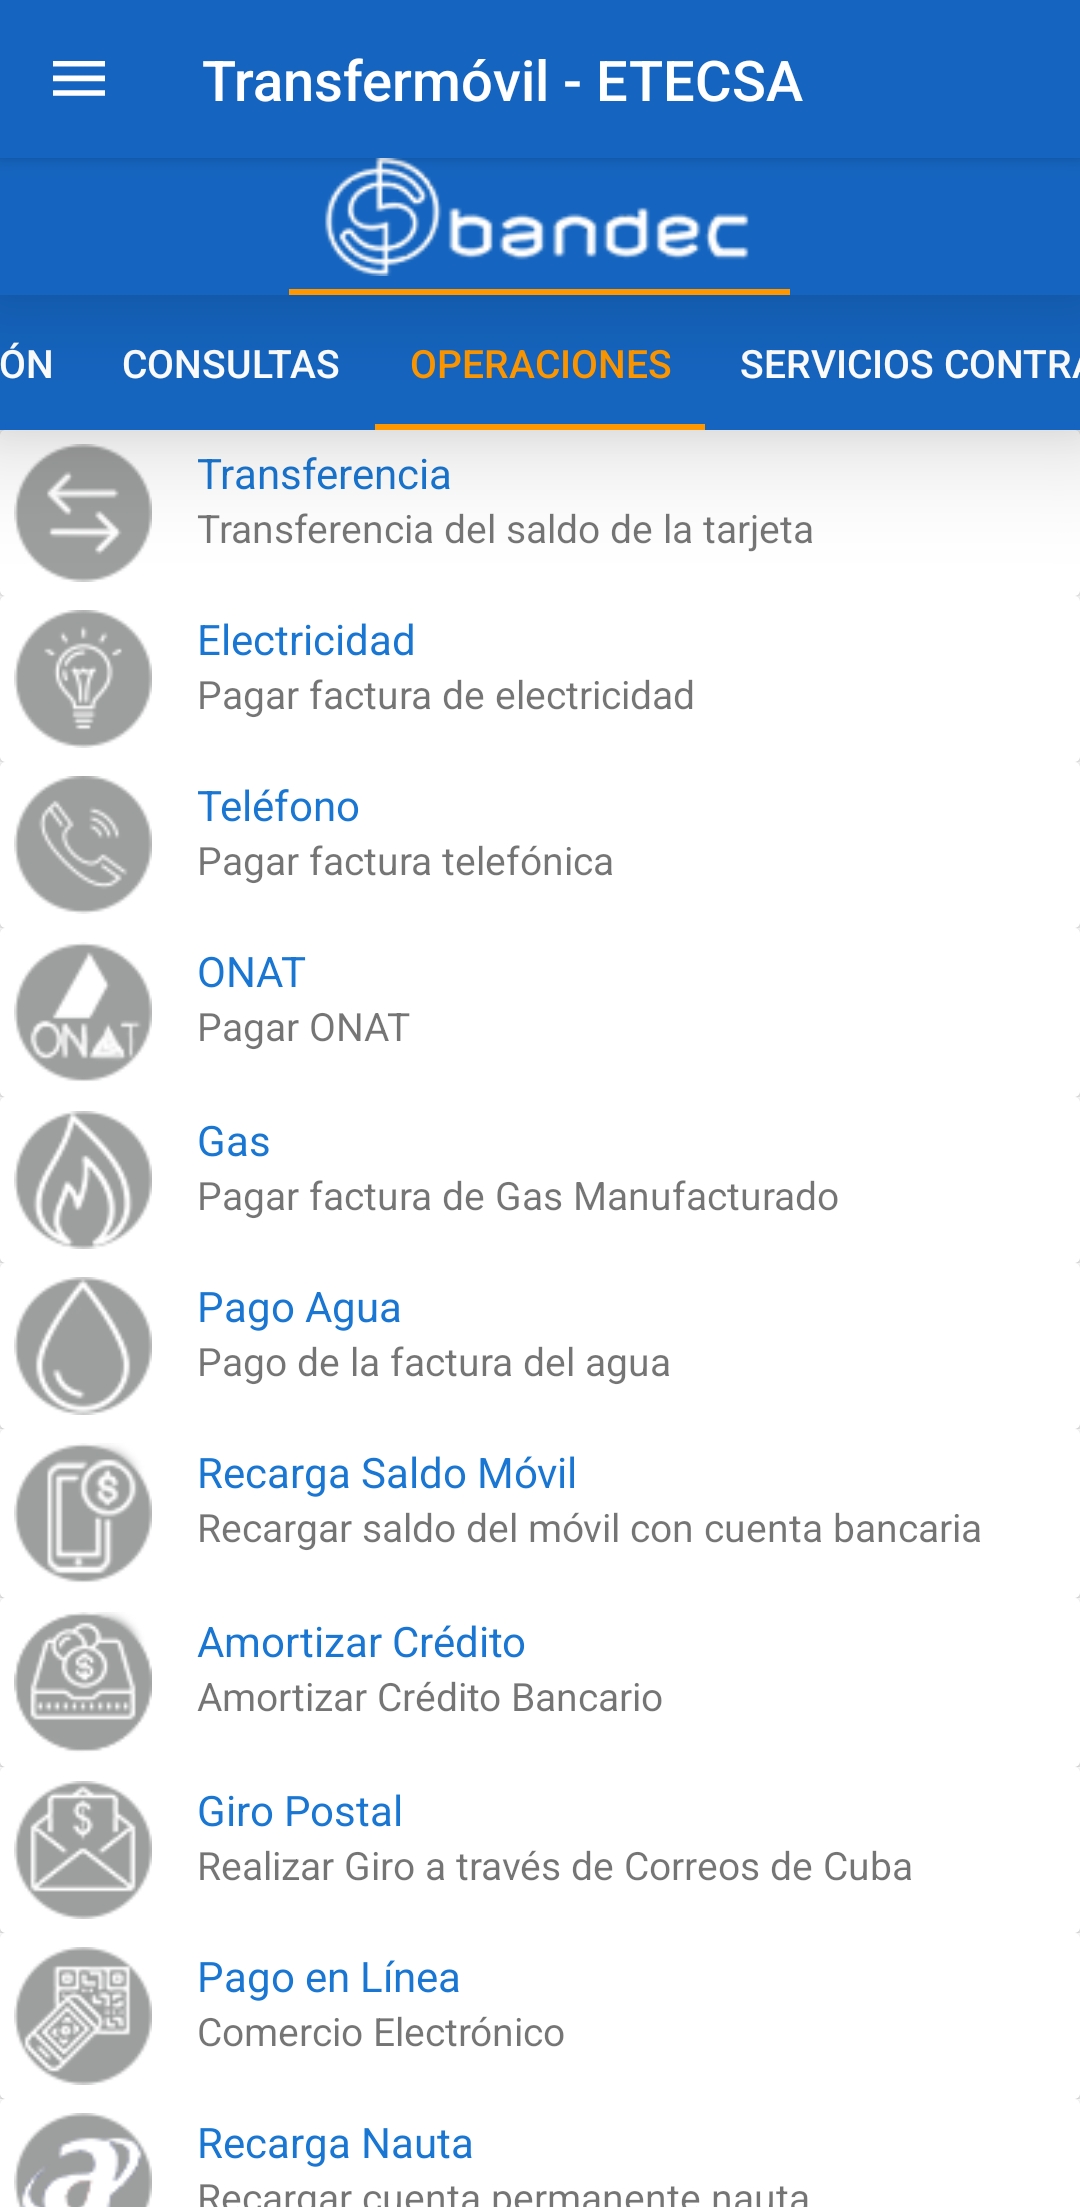 Transfermóvil - ETECSA
bandec
ÓN CONSULTAS OPERACIONES SERVICIOS CONTRA
Transferencia
Transferencia del saldo de la tarjeta
Electricidad
Pagar factura de electricidad
Teléfono
Pagar factura telefónica
ONAT
ONAT
Pagar ONAT
Gas
Pagar factura de Gas Manufacturado
Pago Agua
Pago de la factura del agua
Recarga Saldo Móvil
Recargar saldo del móvil con cuenta bancaria
Amortizar Crédito
Amortizar Crédito Bancario
Giro Postal
Realizar Giro a través de Correos de Cuba
Pago en Línea
Comercio Electrónico
Recarga Nauta
Recargar cuenta permanente nauta